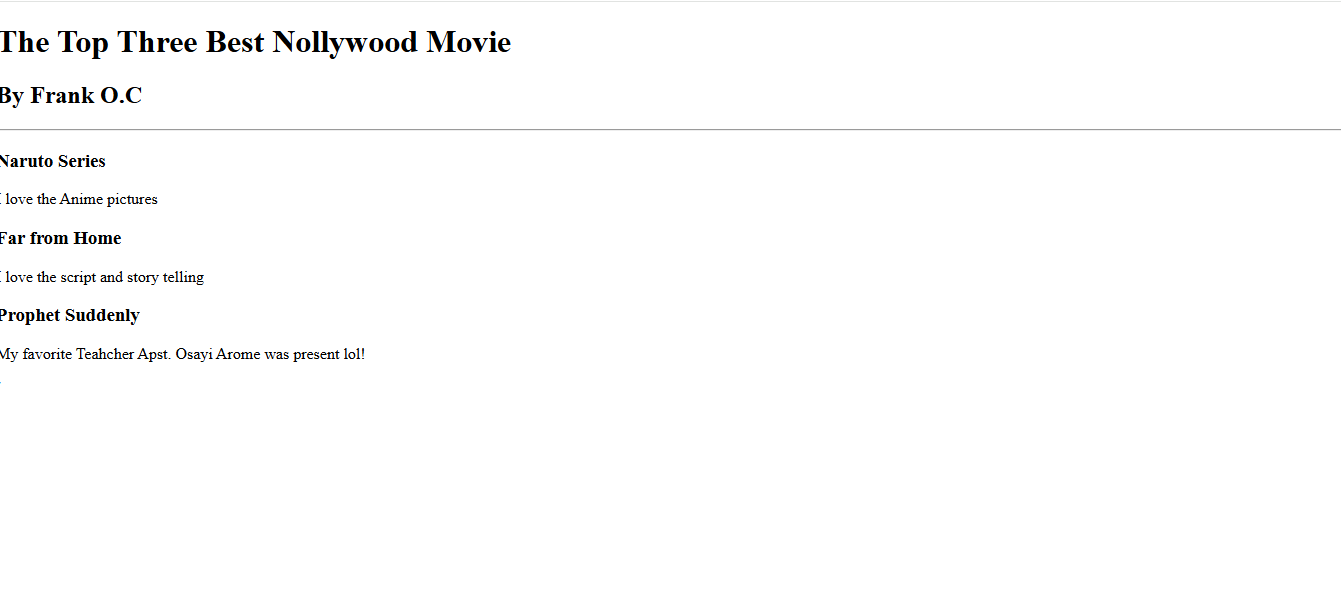 The Top Three Best Nollywood Movie
By Frank O.C
Naruto Series
I love the Anime pictures
Far from Home
I love the script and story telling
Prophet Suddenly
My favorite Teahcher Apst. Osayi Arome was present lol!